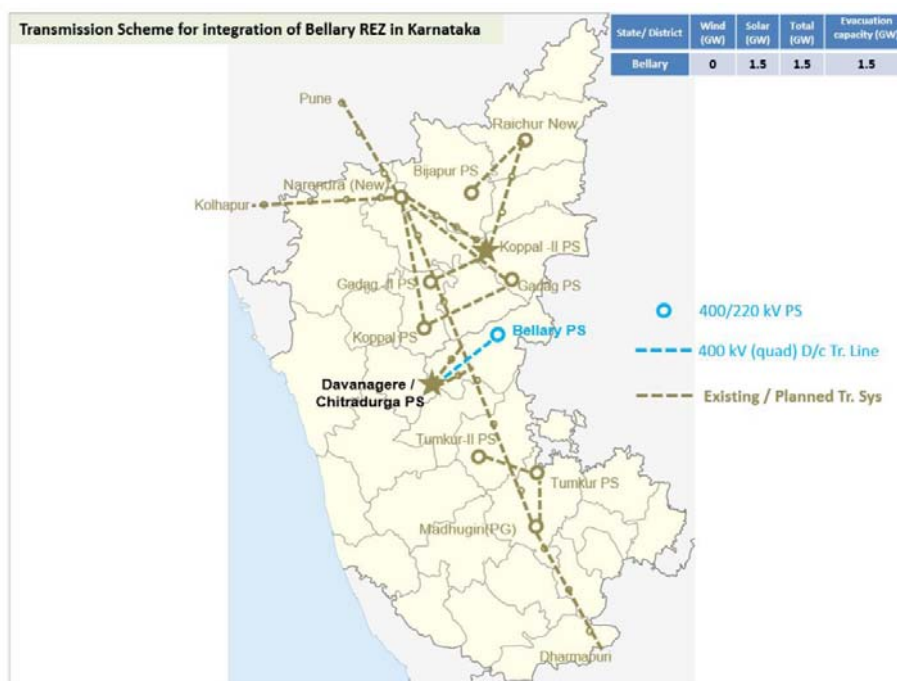 Transmission Scheme for integration of Bellary REZ in Karnataka
State/ District Wind (GW) Solar (GW) Total (GW) Evacuation capacity (GW)
Bellary 0 1.5 1.5 1.5
Pune
Raichur New
Bijapur PS
Narendra (New)
Kolhapur
Koppal -II PS
Gadag -II PS
Gadag PS
Koppal PS
Bellary PS
400/220 kV PS
400 kV (quad) D/c Tr. Line
Existing / Planned Tr. Sys
Davanagere /
Chitradurga PS
Tumkur-II PS
Tumkur PS
Madhugiri(PG)
Dharmapuri